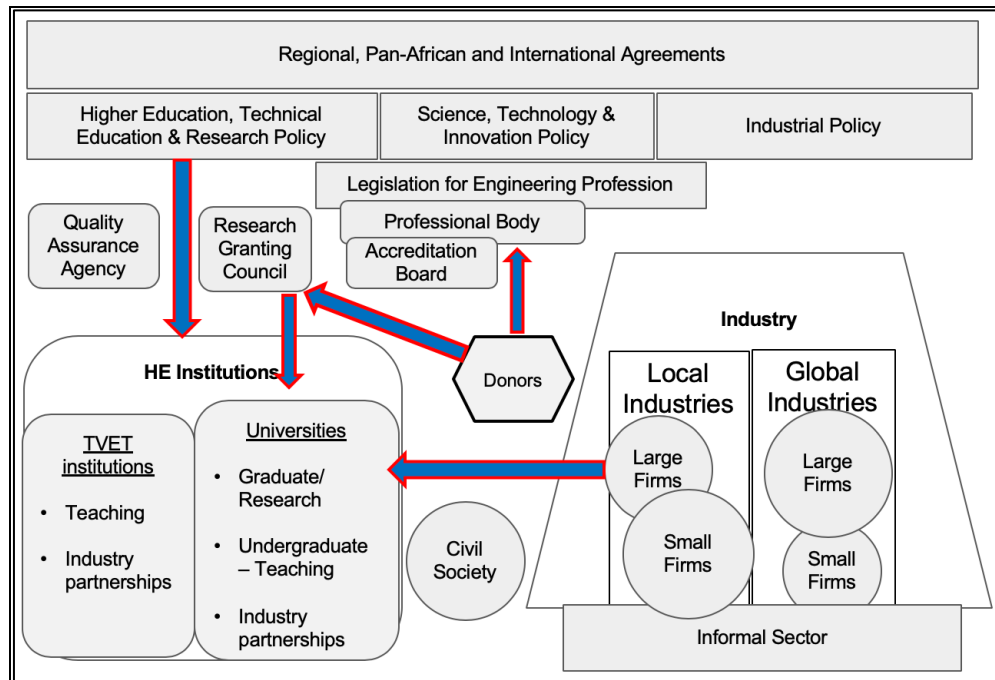 Regional, Pan-African and International Agreements
Higher Education, Technical
Education & Research Policy
Science, Technology &
Innovation Policy
Industrial Policy
Legislation for Engineering Profession
Quality
Assurance
Agency
Research
Granting
Council
Professional Body
Accreditation
Board
Industry
HE Institutions
Donors
Local
Industries
Global
Industries
TVET
institutions
• Teaching
• Industry
partnerships
Universities
• Graduate/
Research
• Undergraduate
– Teaching
• Industry
partnerships
Civil
Society
Large
Firms
Small
Firms
Large
Firms
Small
Firms
Informal Sector